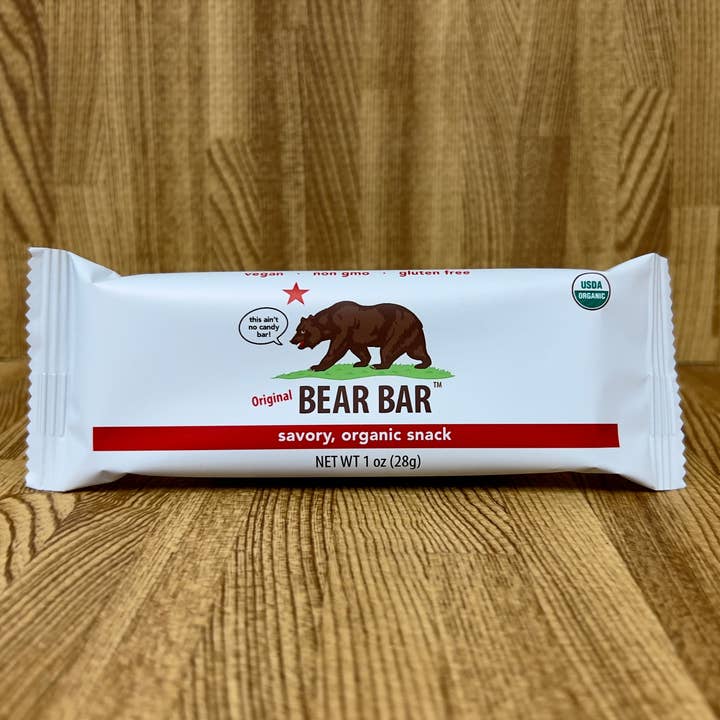 vegan · non gmo · gluten free
USDA
ORGANIC
this ain't
no candy
bar!
Original BEAR BAR™
savory, organic snack
NET WT 1 oz (28g)